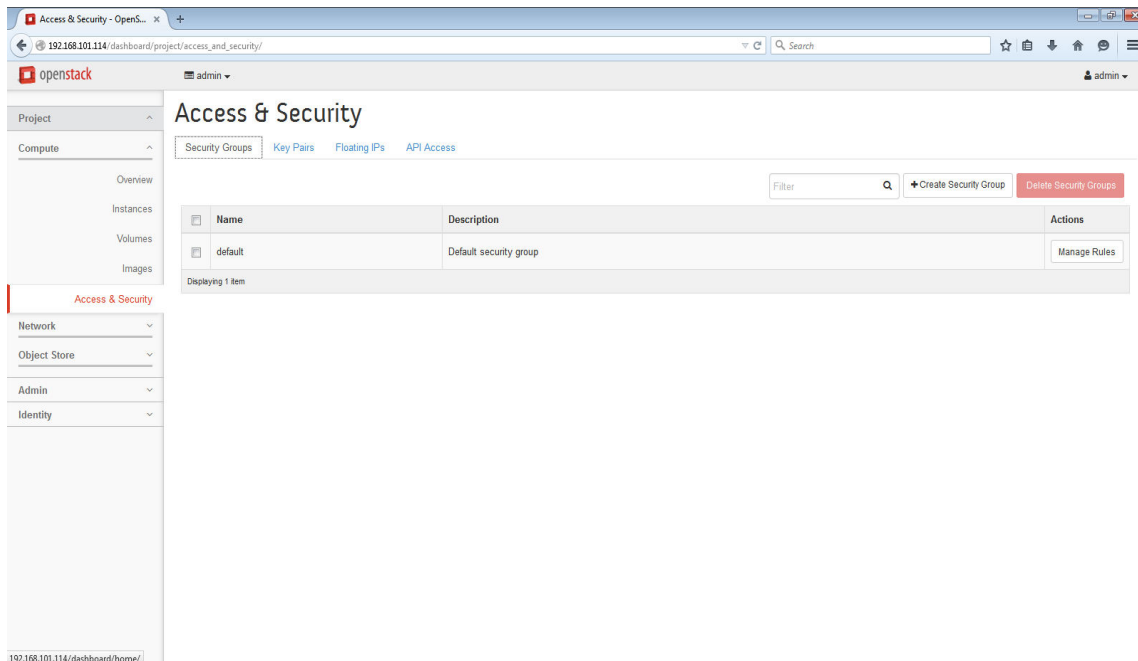 Access & Security - OpenS... × +
192.168.101.114/dashboard/project/access_and_security/ Search
openstack admin admin
Project
Compute
Overview
Instances
Volumes
Images
Access & Security
Network
Object Store
Admin
Identity
Access & Security
Security Groups Key Pairs Floating IPs API Access
Filter +Create Security Group Delete Security Groups
Name Description Actions
default Default security group Manage Rules
Displaying 1 item
192.168.101.114/dashboard/home/